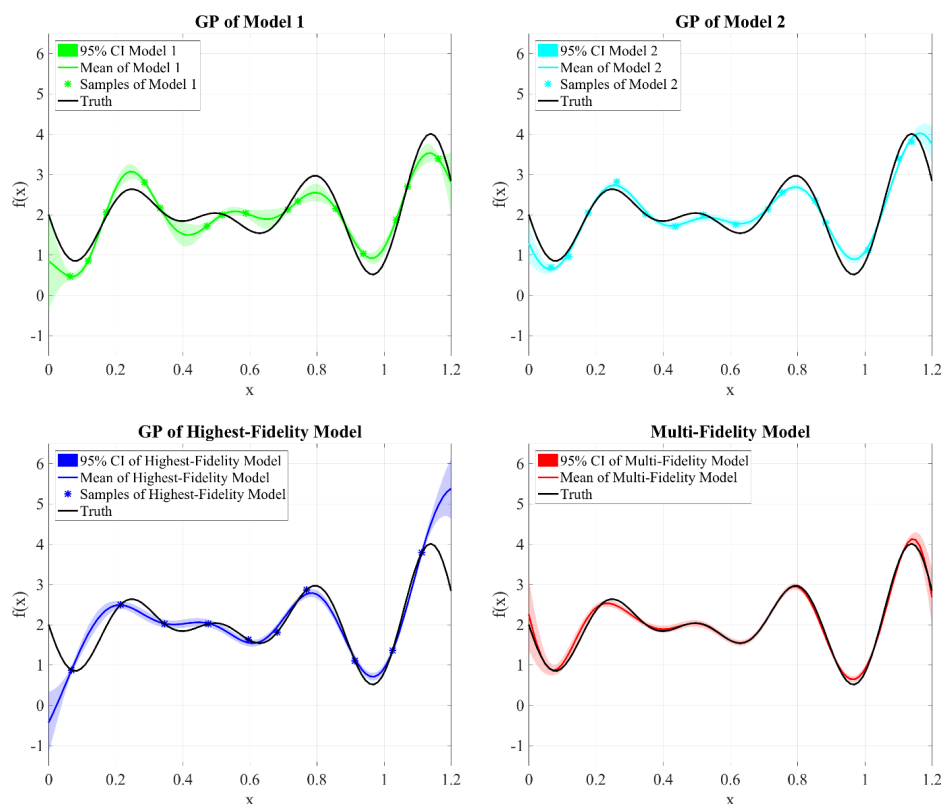 GP of Model 1
6
5
4
3
2
1
0
-1
f(x)
95% CI Model 1
Mean of Model 1
Samples of Model 1
Truth
0
0.2
0.4
0.6
0.8
1
1.2
x
GP of Model 2
6
5
4
3
2
1
0
-1
f(x)
95% CI Model 2
Mean of Model 2
Samples of Model 2
Truth
0
0.2
0.4
0.6
0.8
1
1.2
x
GP of Highest-Fidelity Model
6
5
4
3
2
1
0
-1
f(x)
95% CI of Highest-Fidelity Model
Mean of Highest-Fidelity Model
Samples of Highest-Fidelity Model
Truth
0
0.2
0.4
0.6
0.8
1
1.2
x
Multi-Fidelity Model
6
5
4
3
2
1
0
-1
f(x)
95% CI of Multi-Fidelity Model
Mean of Multi-Fidelity Model
Truth
0
0.2
0.4
0.6
0.8
1
1.2
x